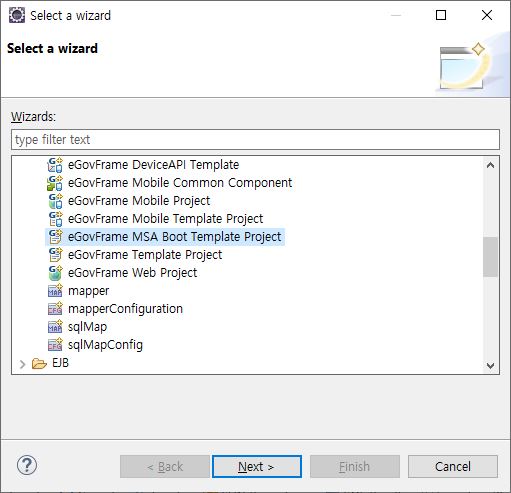 Select a wizard
Select a wizard
Wizards:
type filter text
eGovFrame DeviceAPI Template
eGovFrame Mobile Common Component
eGovFrame Mobile Project
eGovFrame Mobile Template Project
eGovFrame MSA Boot Template Project
eGovFrame Template Project
eGovFrame Web Project
mapper
mapperConfiguration
sqlMap
sqlMapConfig
EJB
? < Back Next > Finish Cancel